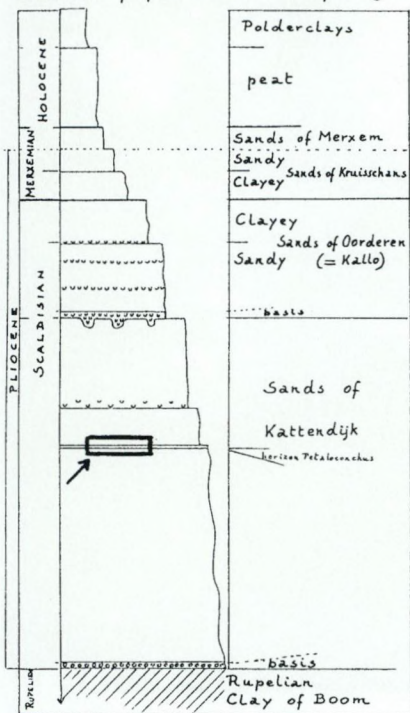 Polderclays
HOLOCENE
peat
Sands of Merxem
MERXEMIAN
Sandy
Sands of Kruisschans
Clayey
Clayey
Sands of Oorderen
Sandy (= Kallo)
basis
PLIOCENE
SCALDISIAN
Sands of
Kattendijk
horizon Petaloconchus
basis
RUPELIAN
Rupelian
Clay of Boom